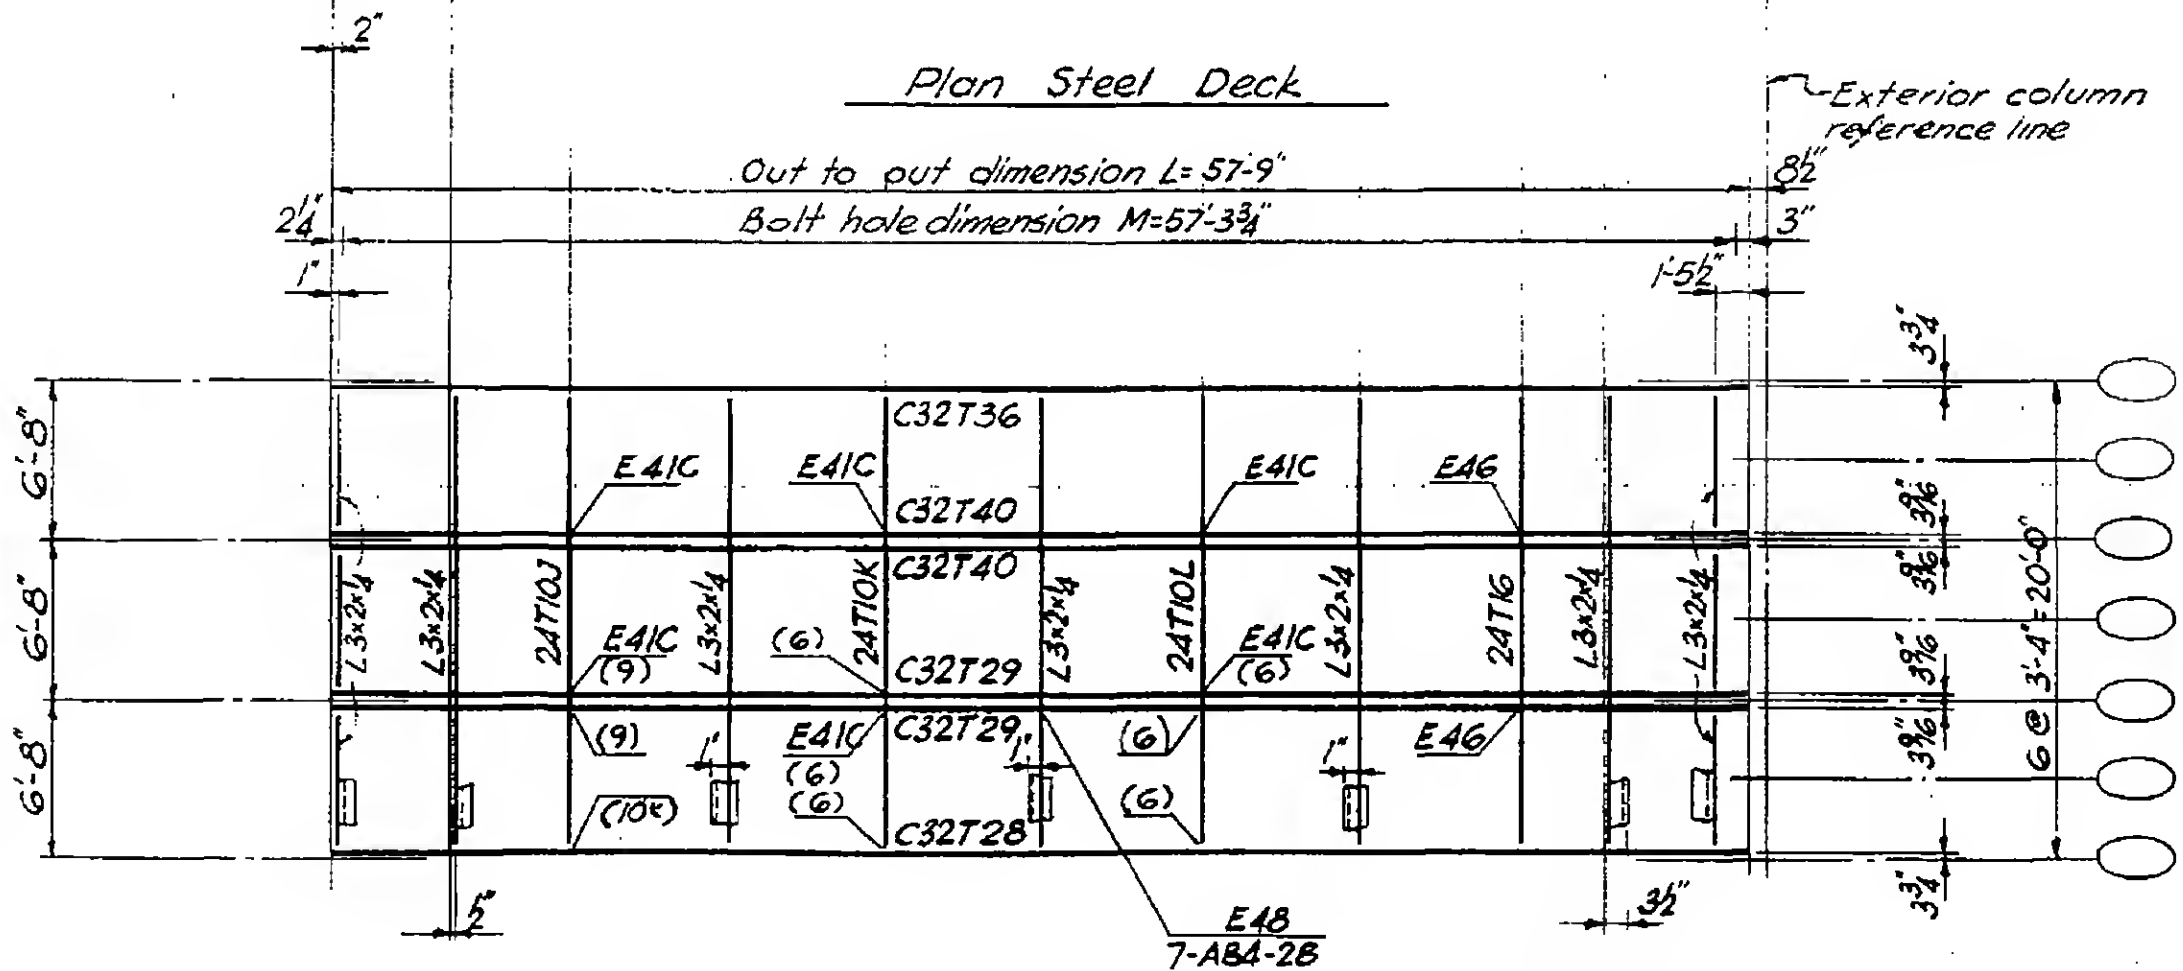 2"
Plan Steel Deck
Exterior column
reference line
Out to out dimension L= 57'-9"
8½"
2¼"
Bolt hole dimension M=57'-3¾"
3"
1"
1'-5½"
3¾"
6'-8"
C32T36
E41C
E41C
E41C
E46
C32T40
3 9/16"
C32T40
3 9/16"
6'-8"
L3x2x¼
L3x2x¼
24T10J
L3x2x¼
24T10K
L3x2x¼
24T10L
L3x2x¼
24T16
L3x2x¼
L3x2x¼
6 @ 3'-4" = 20'-0"
E41C
(9)
(6)
C32T29
E41C
(6)
3 9/16"
(9)
E41C
(6)
(6)
C32T29
(6)
E46
3 9/16"
6'-8"
1"
1"
1"
(10K)
(6)
C32T28
3¾"
½"
3½"
E48
7-AB4-28